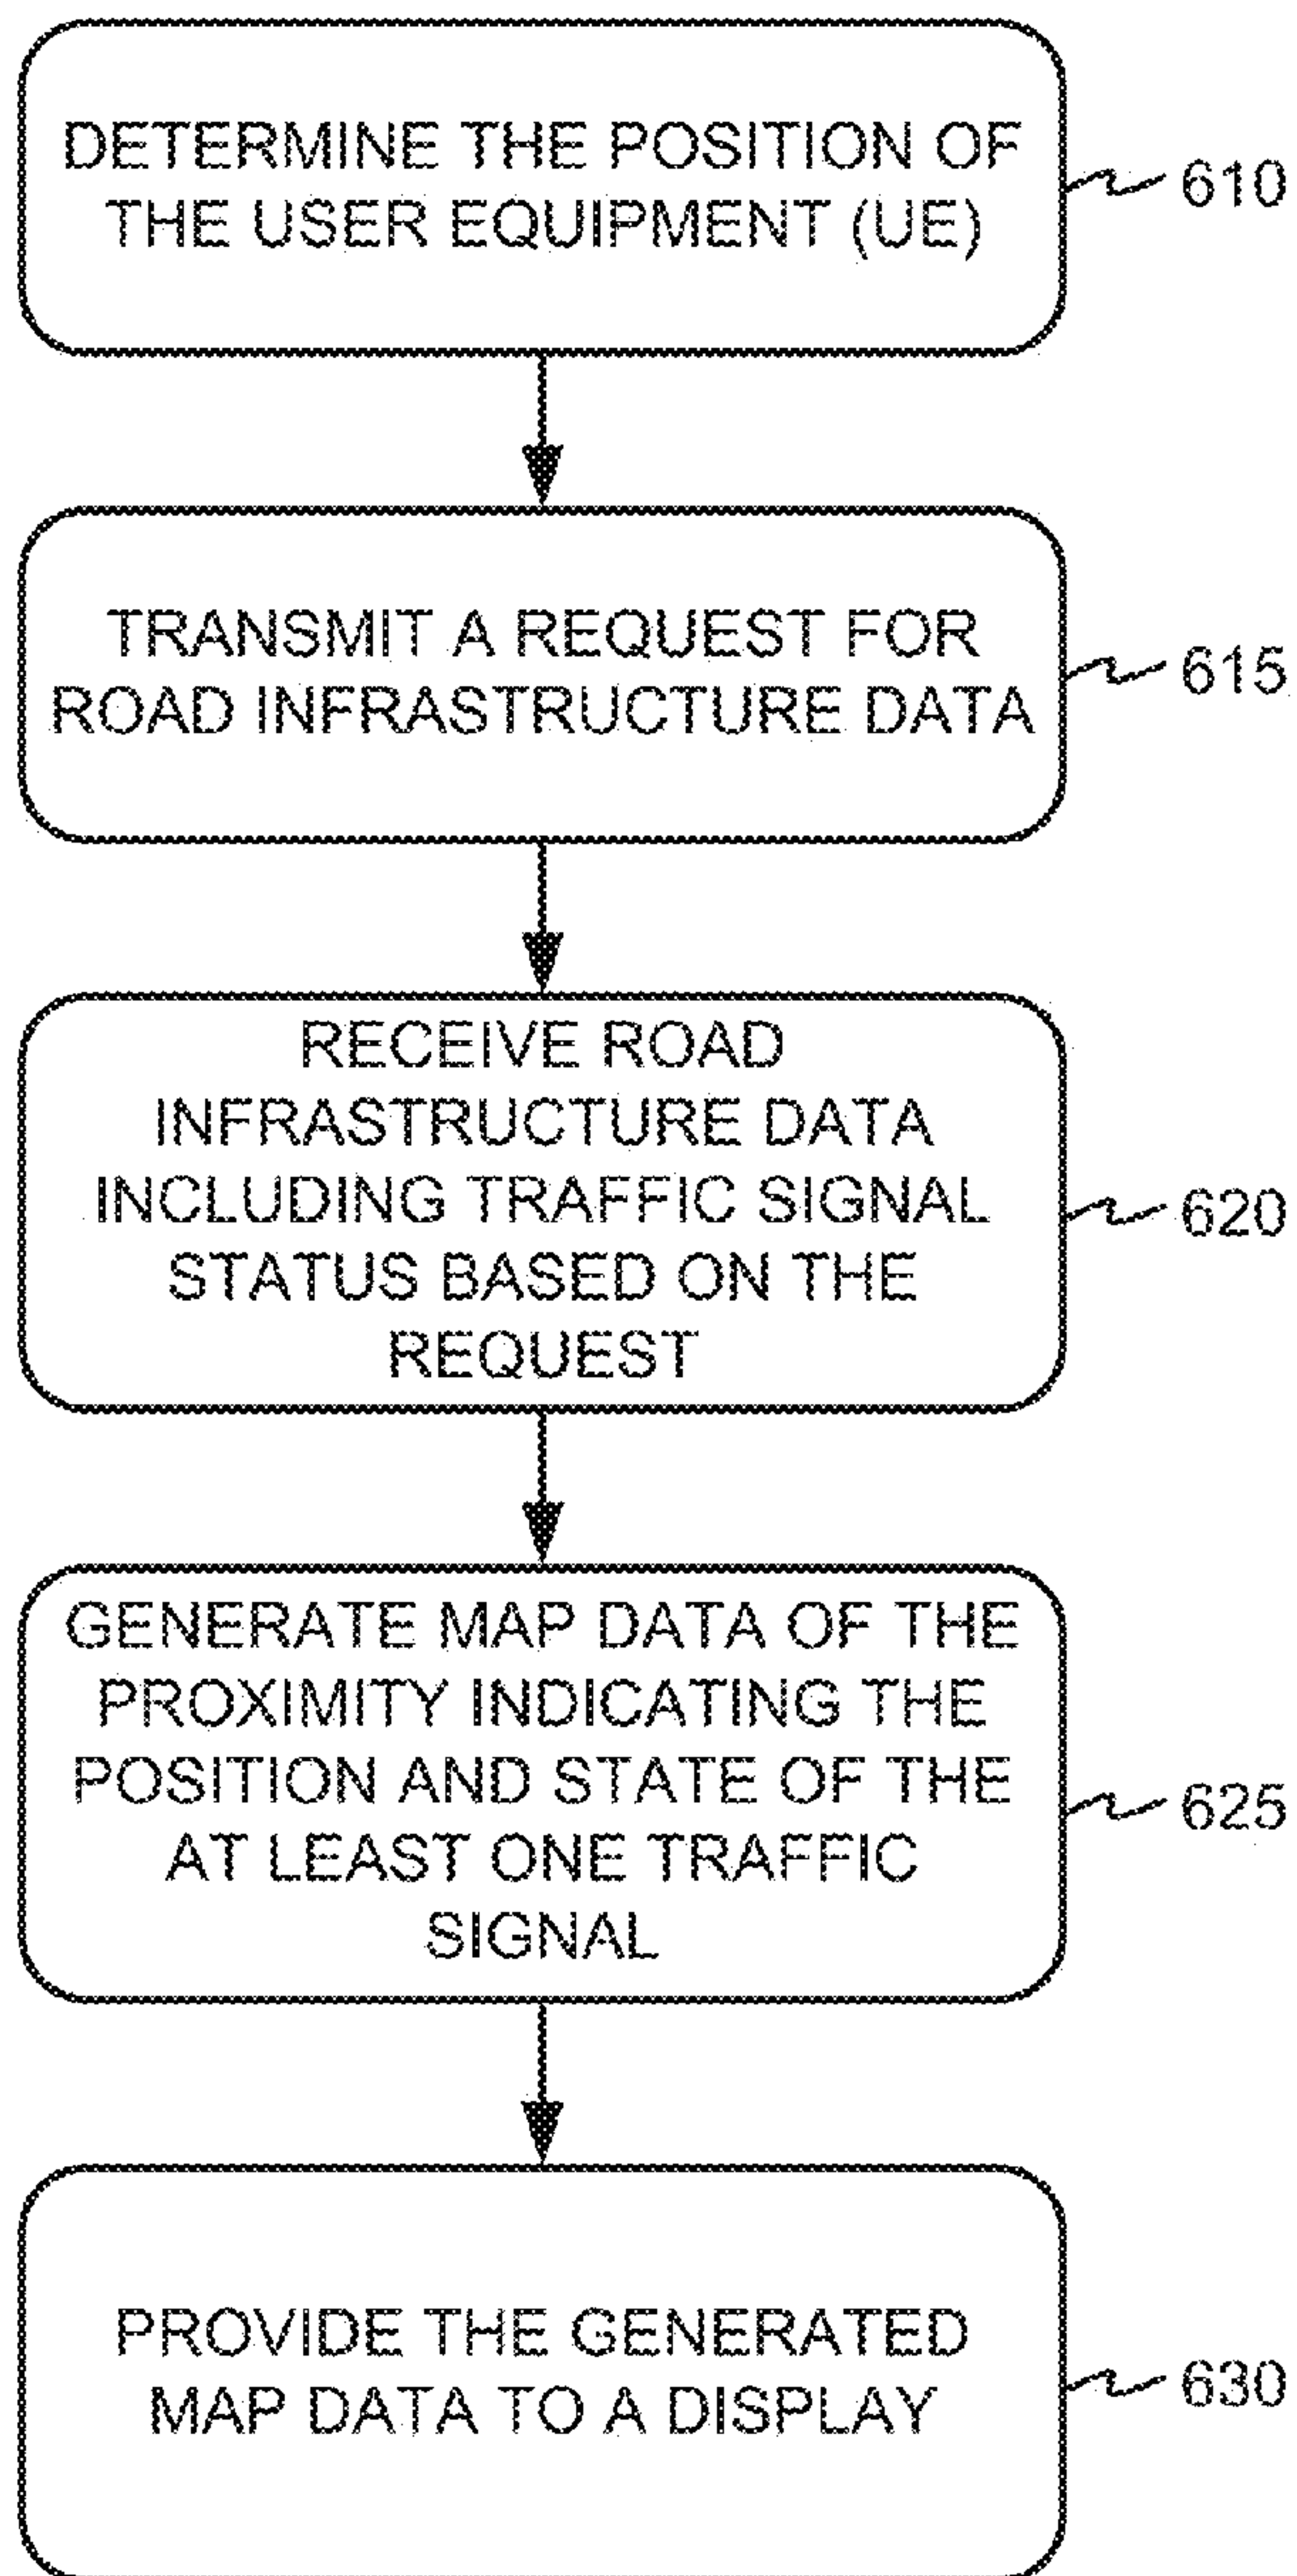 DETERMINE THE POSITION OF
THE USER EQUIPMENT (UE)
610
TRANSMIT A REQUEST FOR
ROAD INFRASTRUCTURE DATA
615
RECEIVE ROAD
INFRASTRUCTURE DATA
INCLUDING TRAFFIC SIGNAL
STATUS BASED ON THE
REQUEST
620
GENERATE MAP DATA OF THE
PROXIMITY INDICATING THE
POSITION AND STATE OF THE
AT LEAST ONE TRAFFIC
SIGNAL
625
PROVIDE THE GENERATED
MAP DATA TO A DISPLAY
630